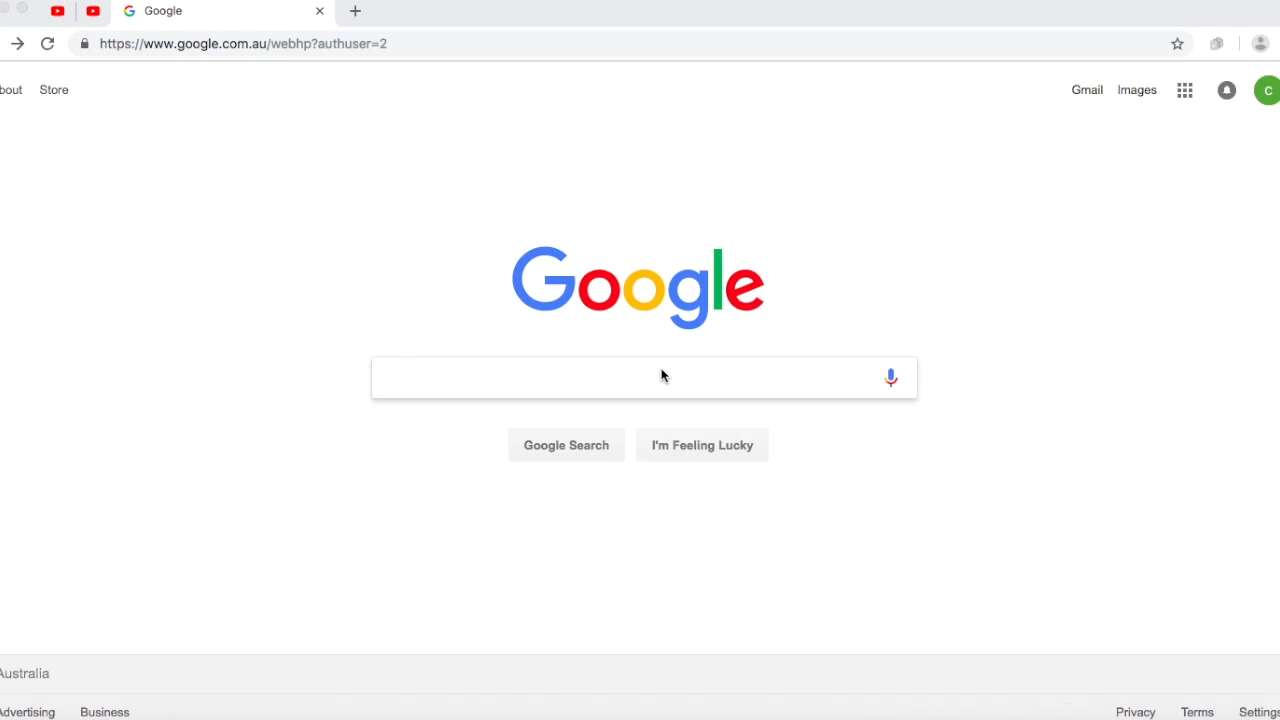 Google
https://www.google.com.au/webhp?authuser=2
bout Store Gmail Images C
Google
Google Search I'm Feeling Lucky
Australia
Advertising Business Privacy Terms Settings